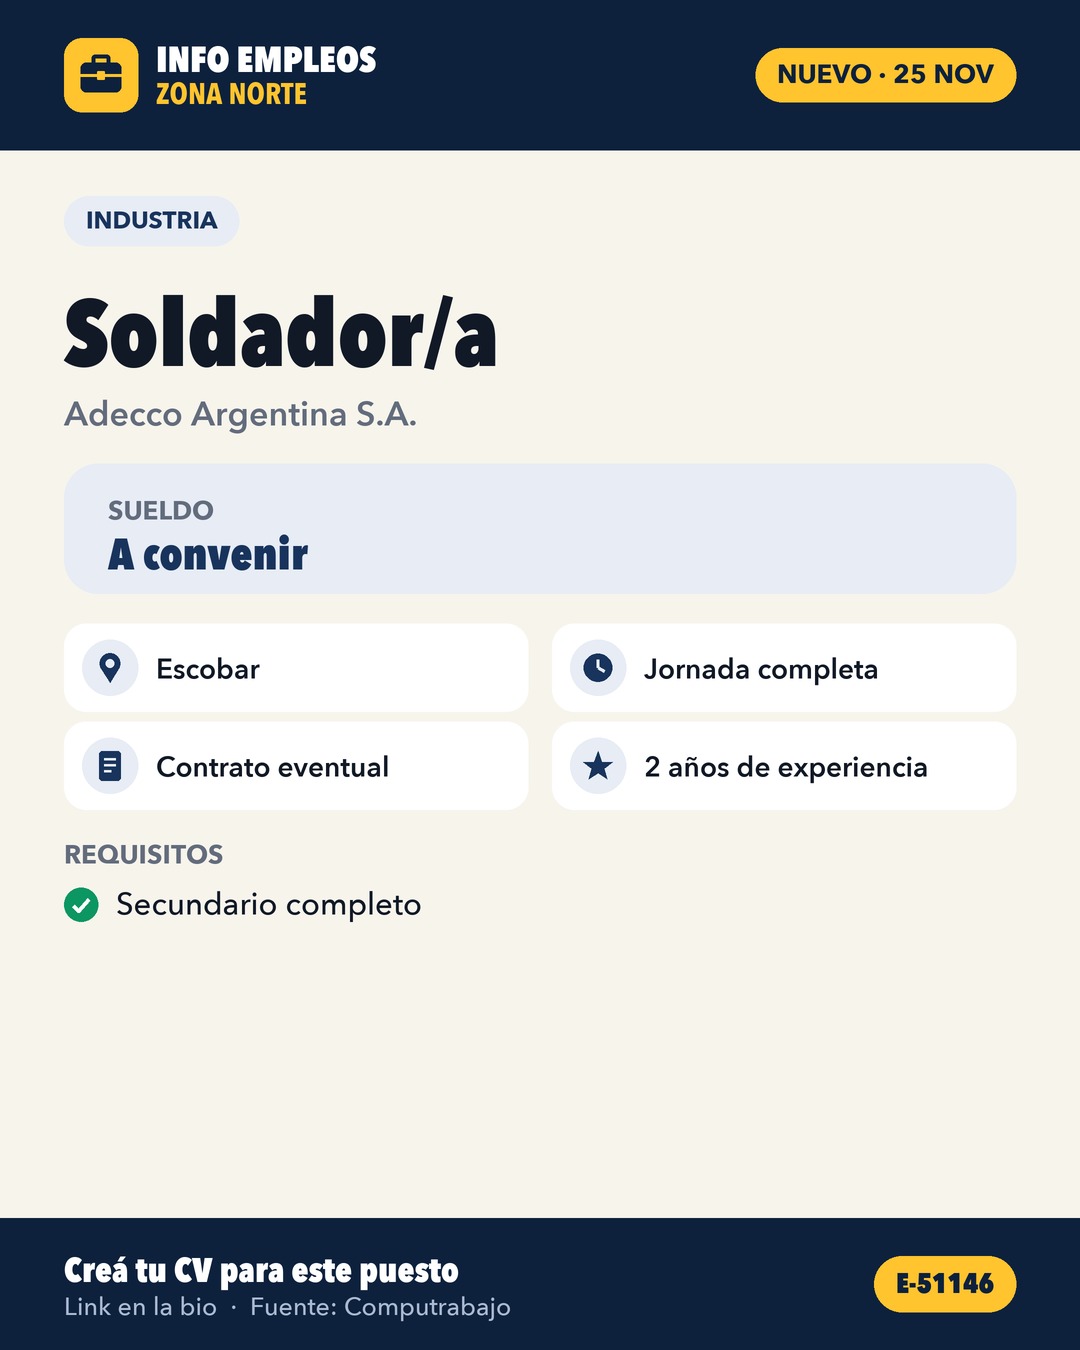 INFO EMPLEOS
ZONA NORTE
NUEVO · 25 NOV
INDUSTRIA
Soldador/a
Adecco Argentina S.A.
SUELDO
A convenir
Escobar
Jornada completa
Contrato eventual
2 años de experiencia
REQUISITOS
Secundario completo
Creá tu CV para este puesto
Link en la bio · Fuente: Computrabajo
E-51146